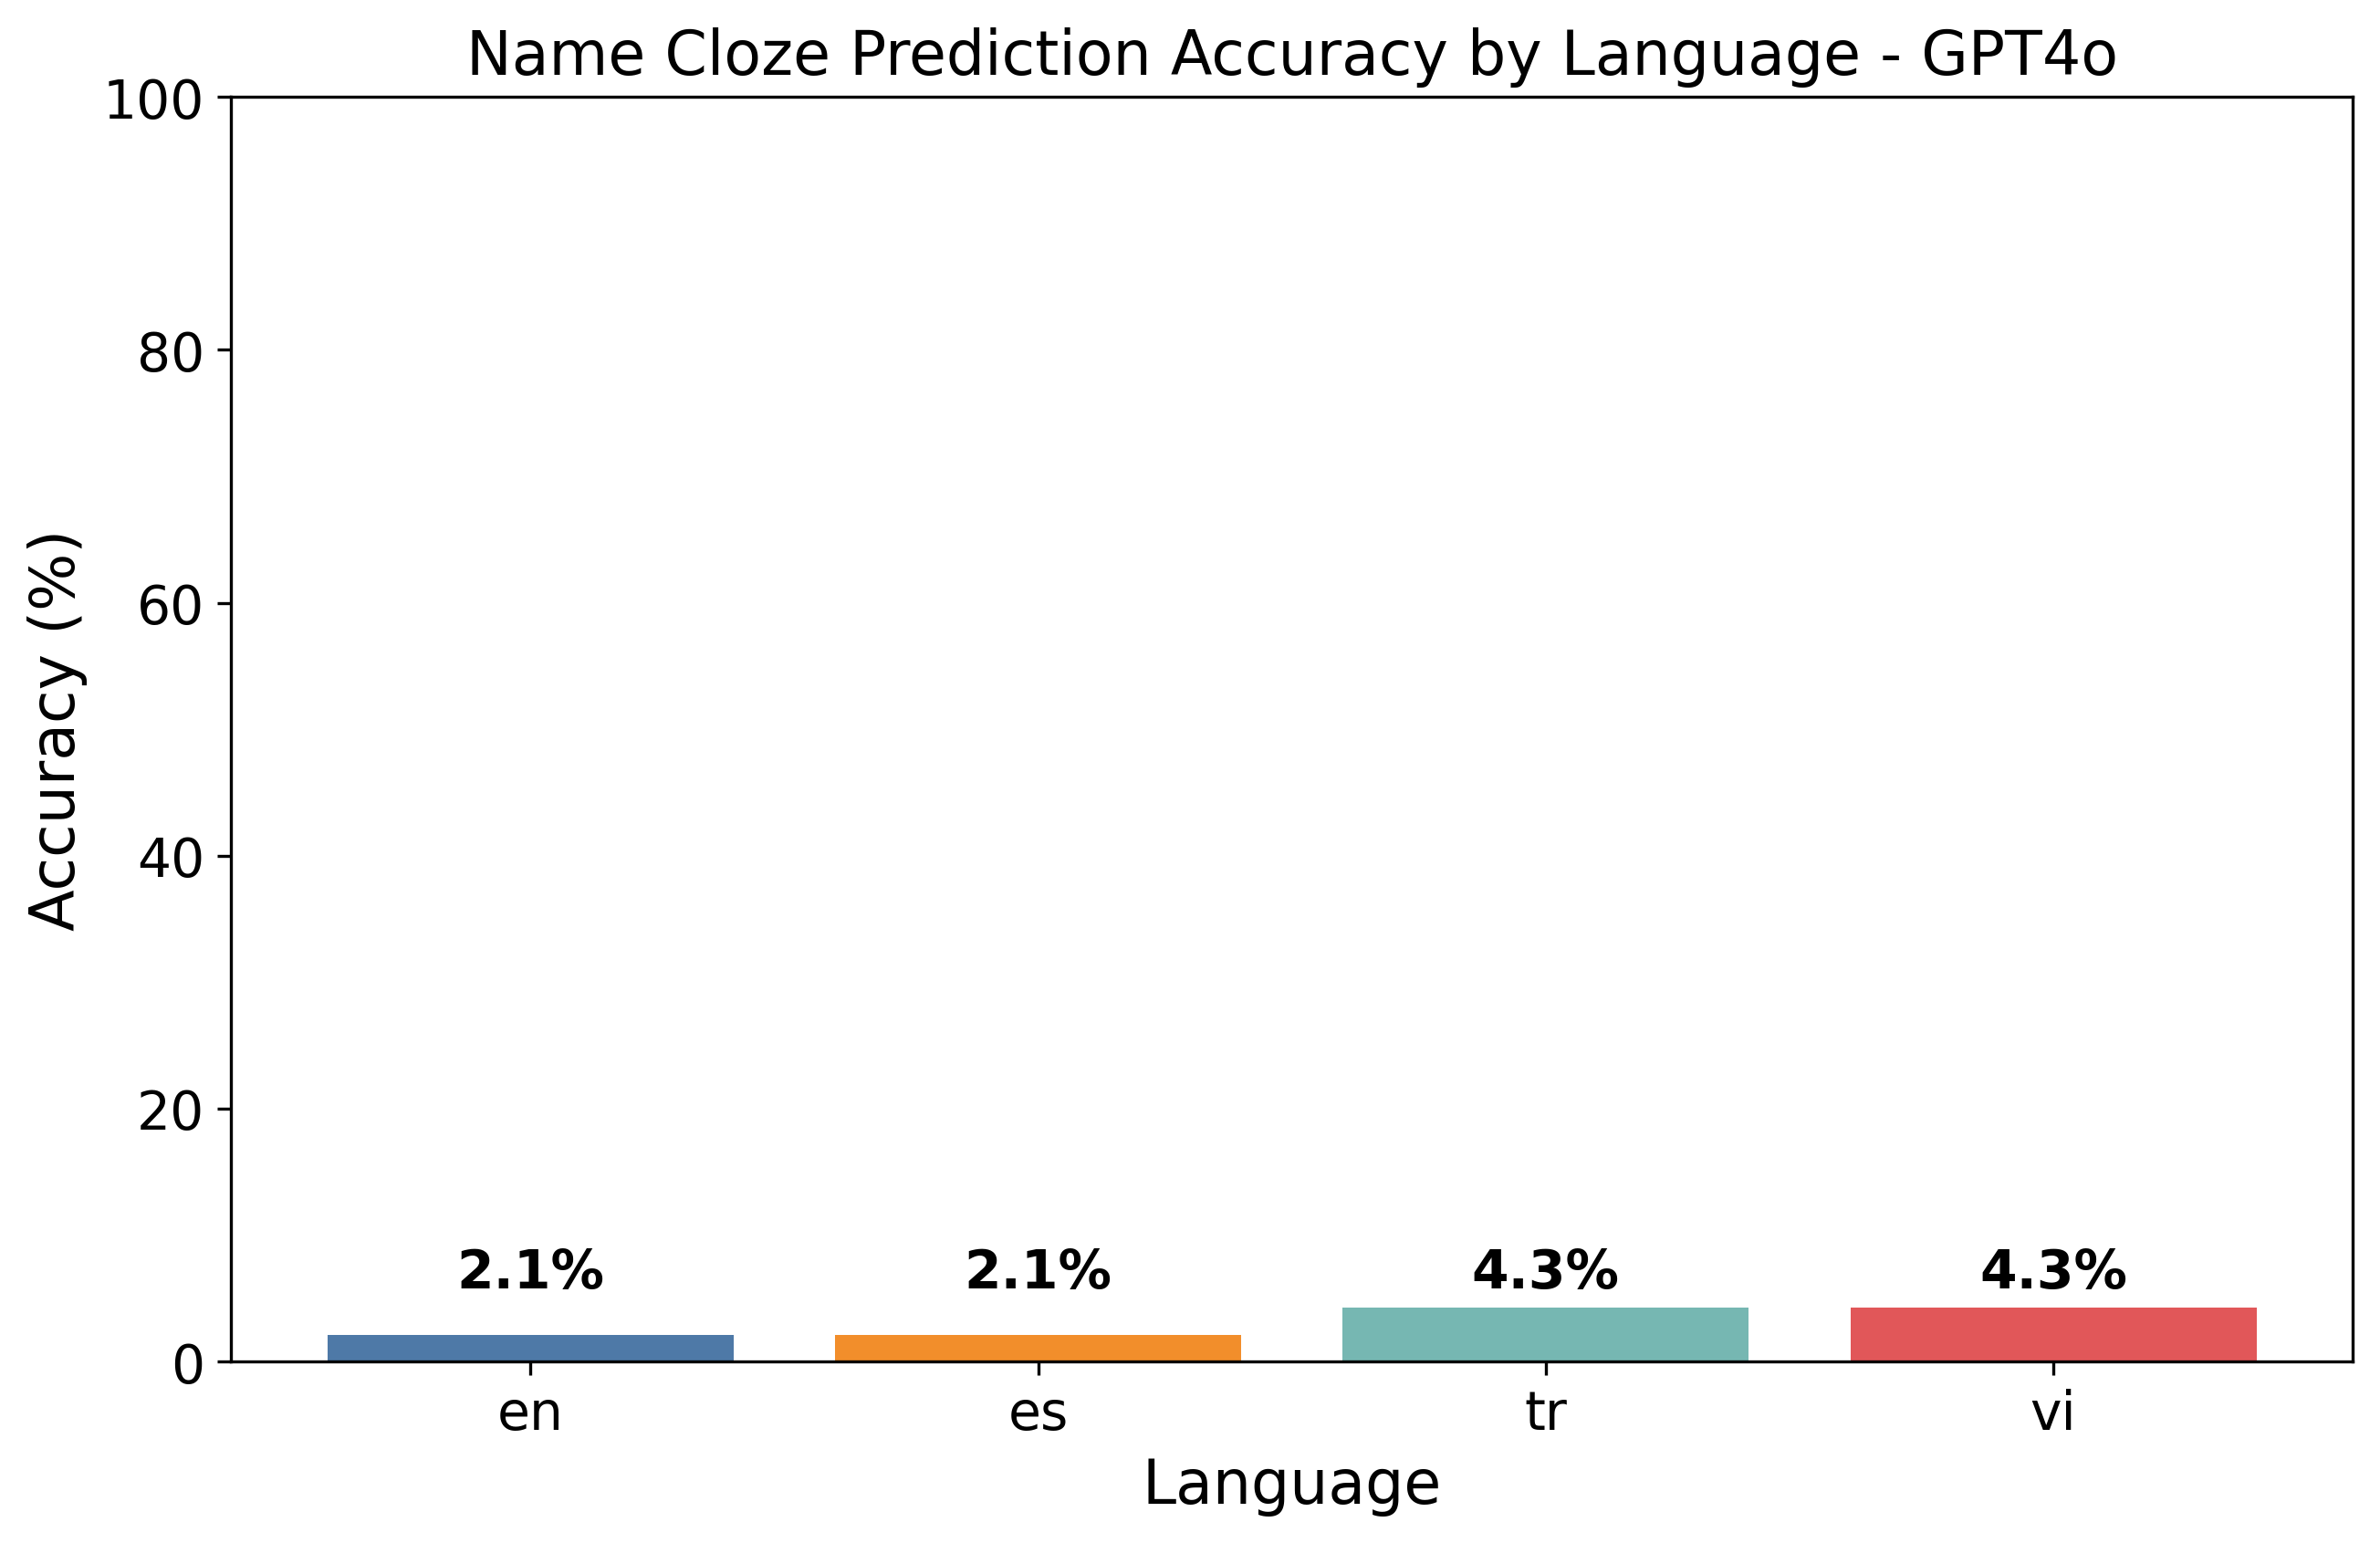 Name Cloze Prediction Accuracy by Language - GPT4o
Accuracy (%)
100
80
60
40
20
0
2.1%
2.1%
4.3%
4.3%
en
es
tr
vi
Language